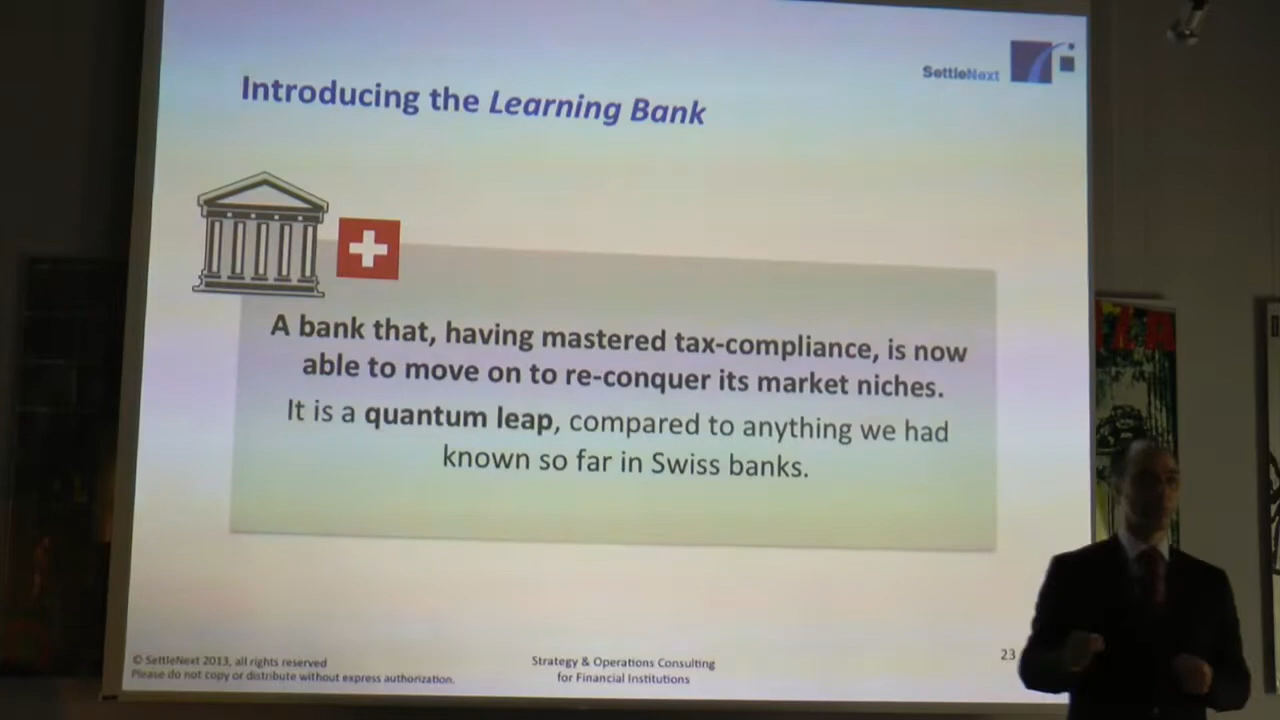 SettleNext
Introducing the Learning Bank
A bank that, having mastered tax-compliance, is now
able to move on to re-conquer its market niches.
It is a quantum leap, compared to anything we had
known so far in Swiss banks.
© SettleNext 2013, all rights reserved
Please do not copy or distribute without express authorization.
Strategy & Operations Consulting
for Financial Institutions
23